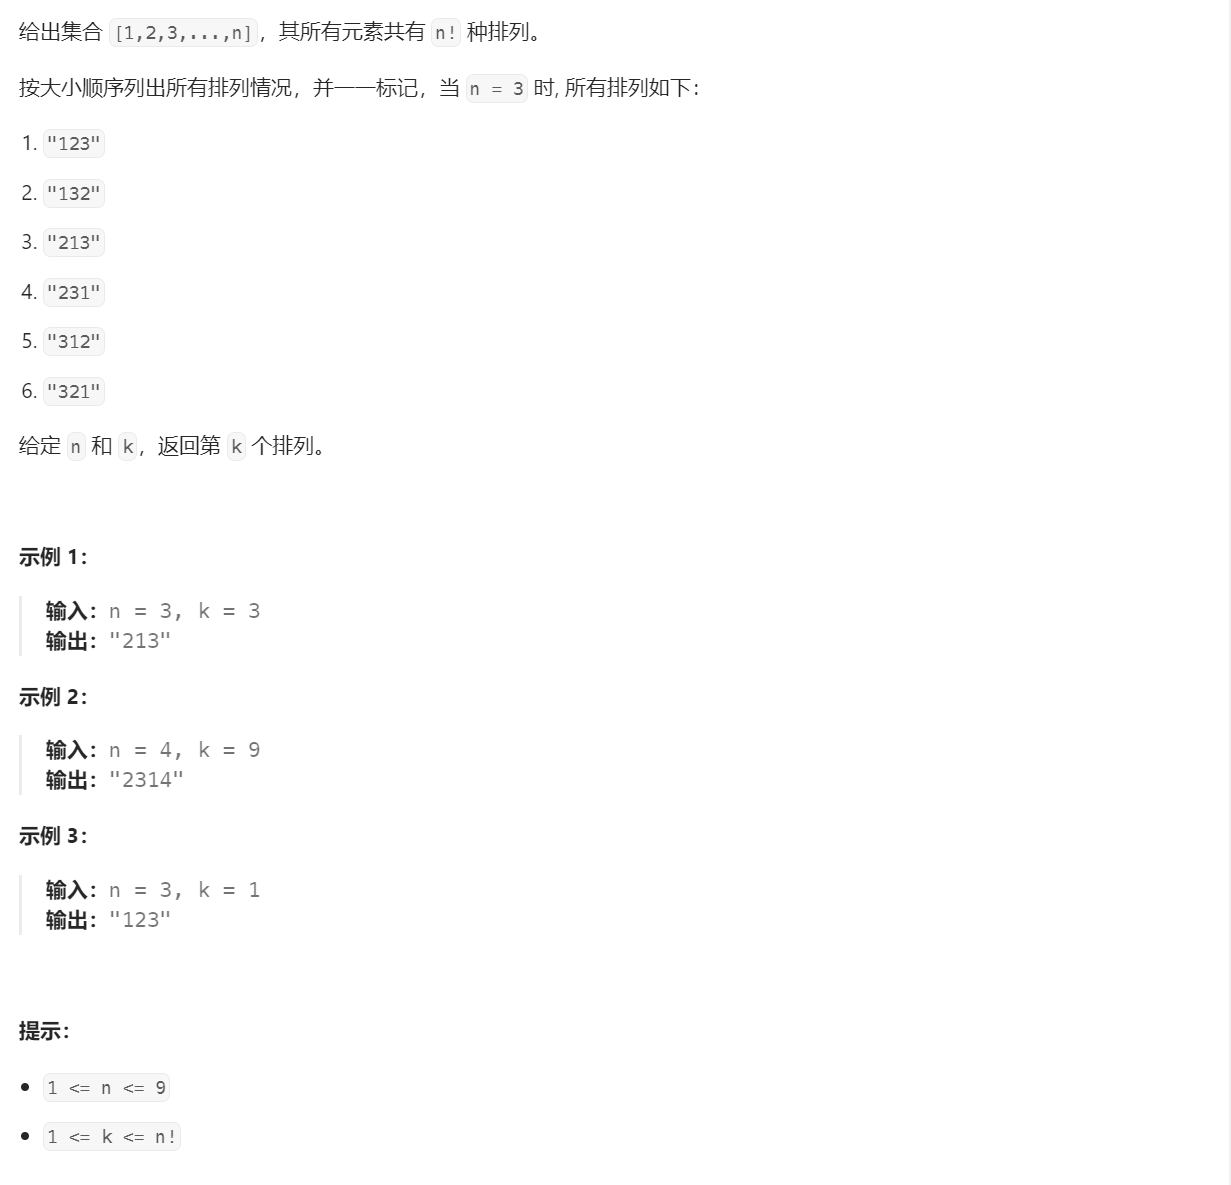 给出集合 [1,2,3,...,n]，其所有元素共有 n! 种排列。
按大小顺序列出所有排列情况，并一一标记，当 n = 3 时, 所有排列如下：
1. "123"
2. "132"
3. "213"
4. "231"
5. "312"
6. "321"
给定 n 和 k，返回第 k 个排列。
示例 1：
输入：n = 3, k = 3
输出："213"
示例 2：
输入：n = 4, k = 9
输出："2314"
示例 3：
输入：n = 3, k = 1
输出："123"
提示：
• 1 <= n <= 9
• 1 <= k <= n!